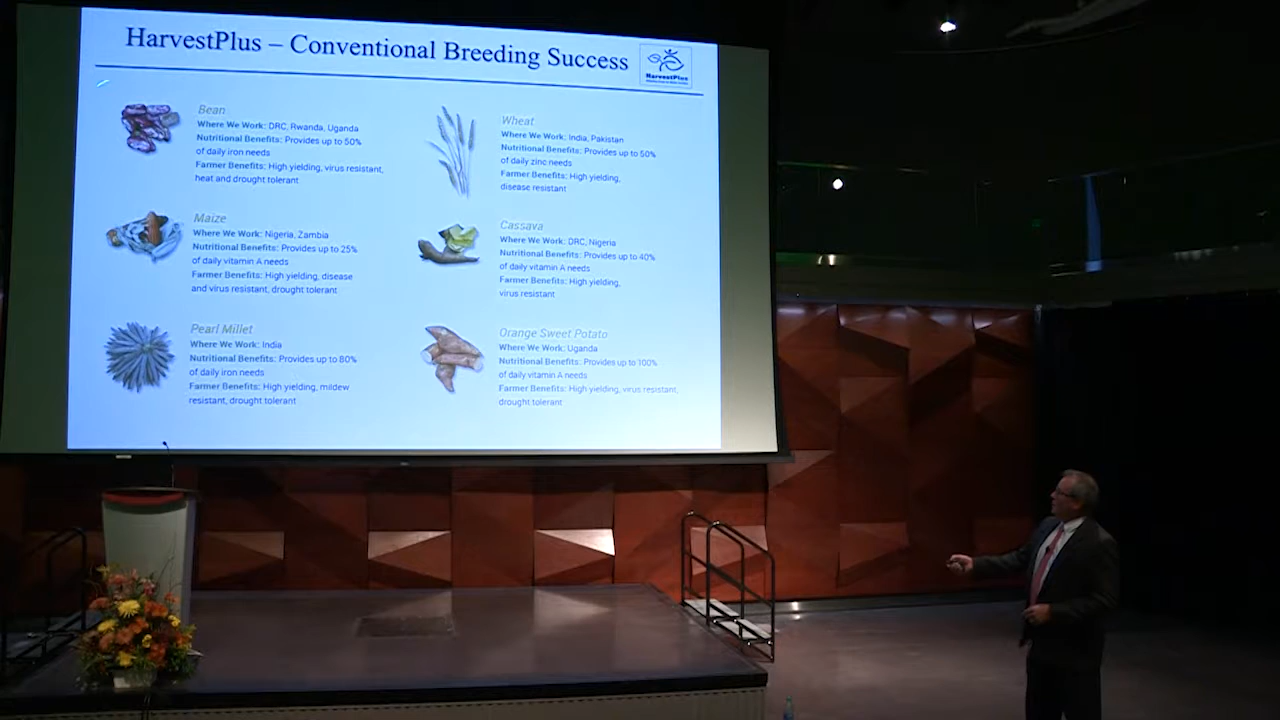 HarvestPlus – Conventional Breeding Success
HarvestPlus
Bean
Where We Work: DRC, Rwanda, Uganda
Nutritional Benefits: Provides up to 50%
of daily iron needs
Farmer Benefits: High yielding, virus resistant,
heat and drought tolerant
Maize
Where We Work: Nigeria, Zambia
Nutritional Benefits: Provides up to 25%
of daily vitamin A needs
Farmer Benefits: High yielding, disease
and virus resistant, drought tolerant
Pearl Millet
Where We Work: India
Nutritional Benefits: Provides up to 80%
of daily iron needs
Farmer Benefits: High yielding, mildew
resistant, drought tolerant
Wheat
Where We Work: India, Pakistan
Nutritional Benefits: Provides up to 50%
of daily zinc needs
Farmer Benefits: High yielding,
disease resistant
Cassava
Where We Work: DRC, Nigeria
Nutritional Benefits: Provides up to 40%
of daily vitamin A needs
Farmer Benefits: High yielding,
virus resistant
Orange Sweet Potato
Where We Work: Uganda
Nutritional Benefits: Provides up to 100%
of daily vitamin A needs
Farmer Benefits: High yielding, virus resistant,
drought tolerant